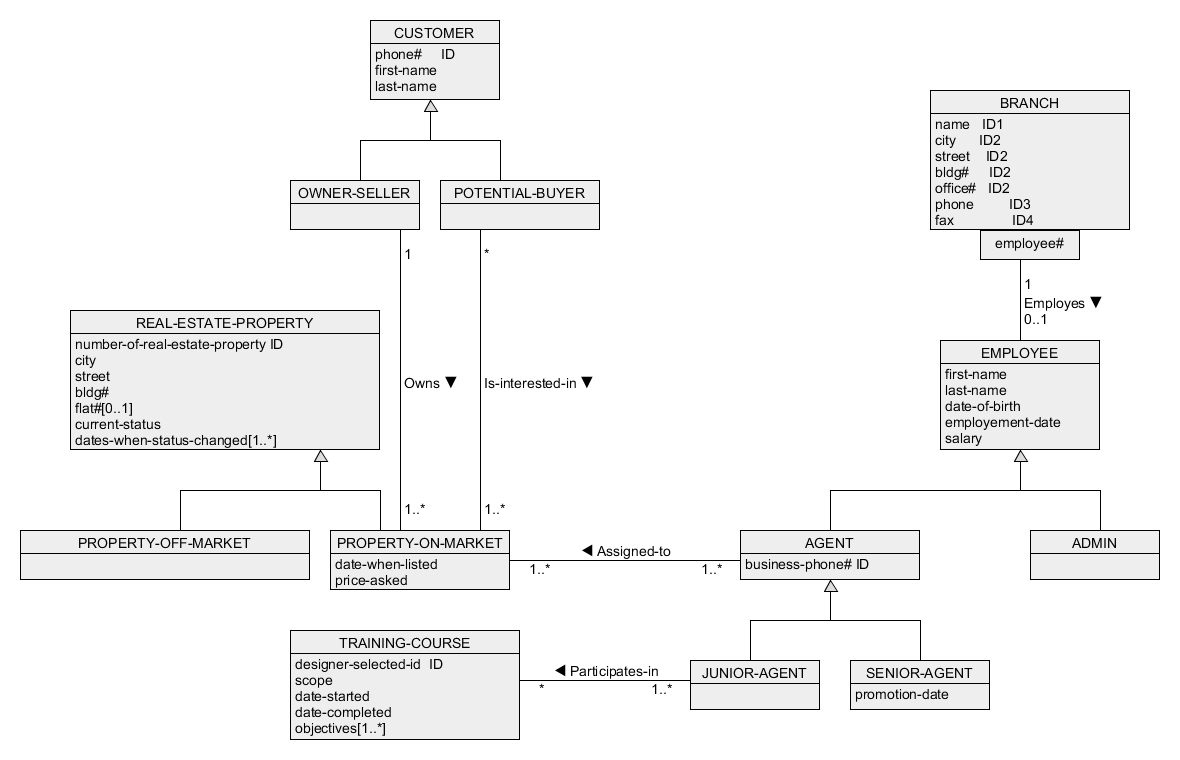 CUSTOMER
phone# ID
first-name
last-name
BRANCH
name ID1
city ID2
street ID2
bldg# ID2
office# ID2
phone ID3
fax ID4
employee#
OWNER-SELLER
POTENTIAL-BUYER
1
*
1
Employes ▼
0..1
REAL-ESTATE-PROPERTY
number-of-real-estate-property ID
city
street
bldg#
flat#[0..1]
current-status
dates-when-status-changed[1..*]
Owns ▼
Is-interested-in ▼
EMPLOYEE
first-name
last-name
date-of-birth
employement-date
salary
1..*
1..*
PROPERTY-OFF-MARKET
PROPERTY-ON-MARKET
date-when-listed
price-asked
◀ Assigned-to
1..*
1..*
AGENT
business-phone# ID
ADMIN
TRAINING-COURSE
designer-selected-id ID
scope
date-started
date-completed
objectives[1..*]
◀ Participates-in
*
1..*
JUNIOR-AGENT
SENIOR-AGENT
promotion-date